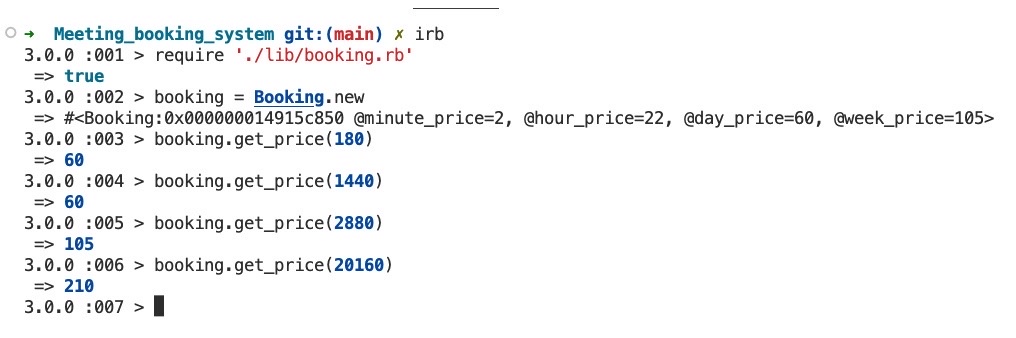 → Meeting_booking_system git:(main) ✗ irb
3.0.0 :001 > require './lib/booking.rb'
=> true
3.0.0 :002 > booking = Booking.new
=> #<Booking:0x000000014915c850 @minute_price=2, @hour_price=22, @day_price=60, @week_price=105>
3.0.0 :003 > booking.get_price(180)
=> 60
3.0.0 :004 > booking.get_price(1440)
=> 60
3.0.0 :005 > booking.get_price(2880)
=> 105
3.0.0 :006 > booking.get_price(20160)
=> 210
3.0.0 :007 >